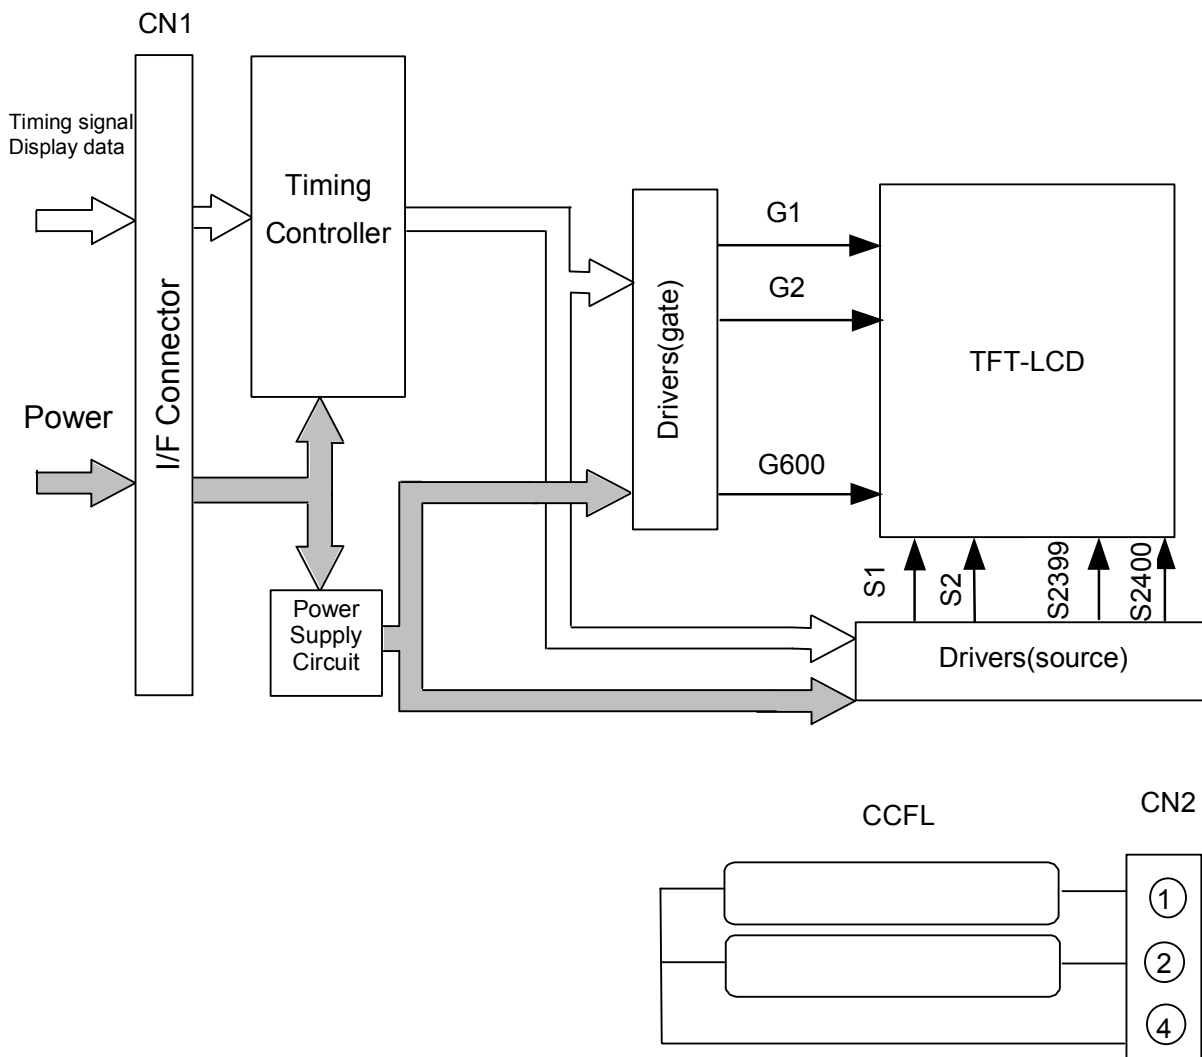 CN1
Timing signal
Display data
Power
I/F Connector
Timing
Controller
Power
Supply
Circuit
Drivers(gate)
G1
G2
G600
TFT-LCD
S1
S2
S2399
S2400
Drivers(source)
CCFL
CN2
1
2
4